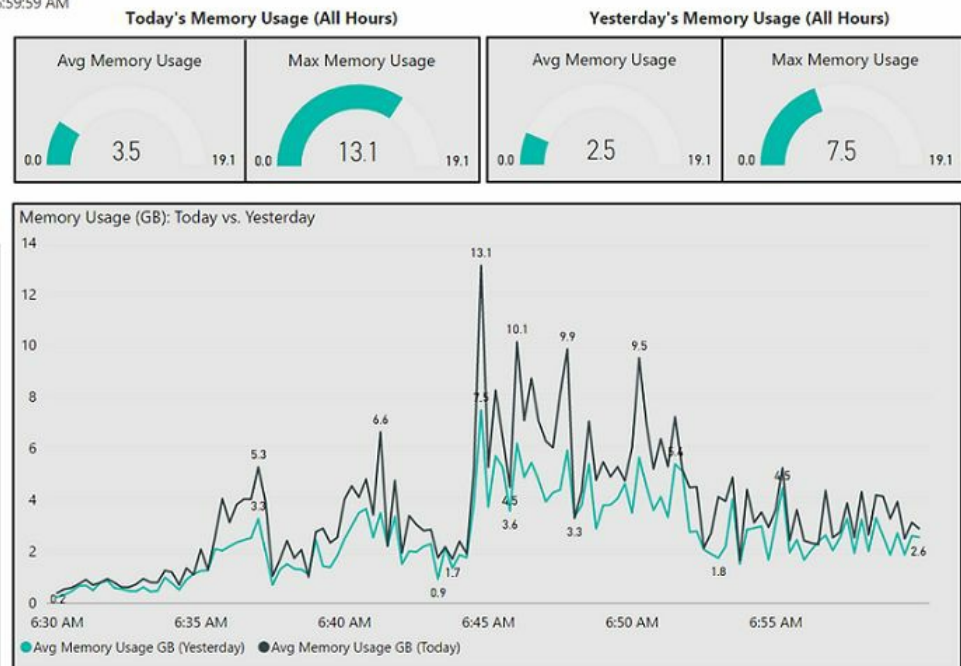 6:59:59 AM
Today's Memory Usage (All Hours)
Yesterday's Memory Usage (All Hours)
Avg Memory Usage
Max Memory Usage
Avg Memory Usage
Max Memory Usage
0.0 3.5 19.1
0.0 13.1 19.1
0.0 2.5 19.1
0.0 7.5 19.1
Memory Usage (GB): Today vs. Yesterday
14
13.1
12
10.1
9.9
10
9.5
8
7.5
6.6
6
5.3
5.4
4.5
4
3.3
4.5
3.6
3.3
2.6
2
1.7
1.8
0.9
0.2
0
6:30 AM 6:35 AM 6:40 AM 6:45 AM 6:50 AM 6:55 AM
Avg Memory Usage GB (Yesterday) Avg Memory Usage GB (Today)